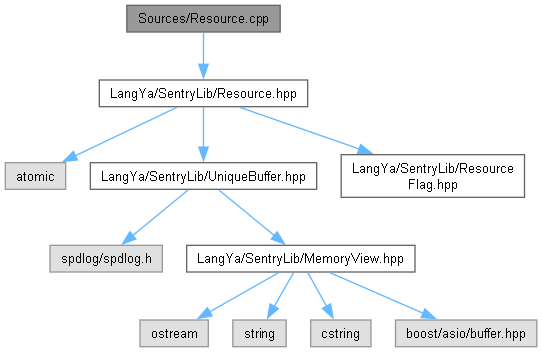 Sources/Resource.cpp
LangYa/SentryLib/Resource.hpp
atomic
LangYa/SentryLib/UniqueBuffer.hpp
LangYa/SentryLib/Resource
Flag.hpp
spdlog/spdlog.h
LangYa/SentryLib/MemoryView.hpp
ostream
string
cstring
boost/asio/buffer.hpp